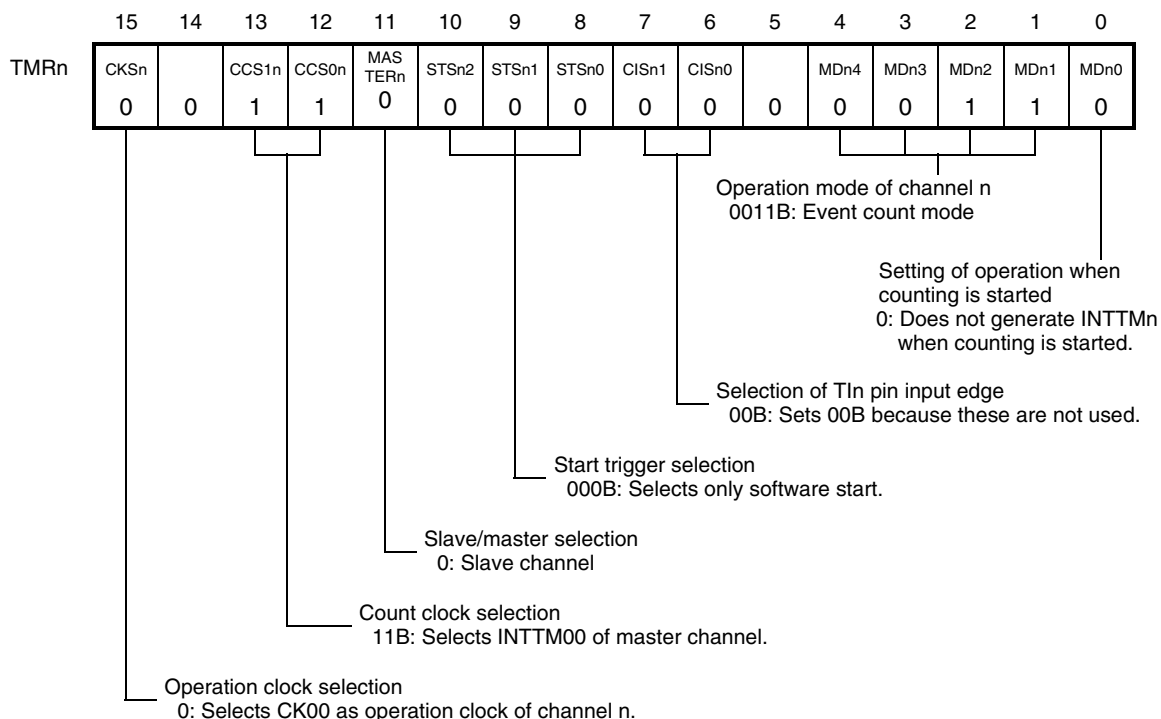 15 14 13 12 11 10 9 8 7 6 5 4 3 2 1 0
TMRn
CKSn CCS1n CCS0n MAS TERn STSn2 STSn1 STSn0 CISn1 CISn0 MDn4 MDn3 MDn2 MDn1 MDn0
0 0 1 1 0 0 0 0 0 0 0 0 0 1 1 0
Operation mode of channel n
0011B: Event count mode
Setting of operation when
counting is started
0: Does not generate INTTMn
when counting is started.
Selection of TIn pin input edge
00B: Sets 00B because these are not used.
Start trigger selection
000B: Selects only software start.
Slave/master selection
0: Slave channel
Count clock selection
11B: Selects INTTM00 of master channel.
Operation clock selection
0: Selects CK00 as operation clock of channel n.